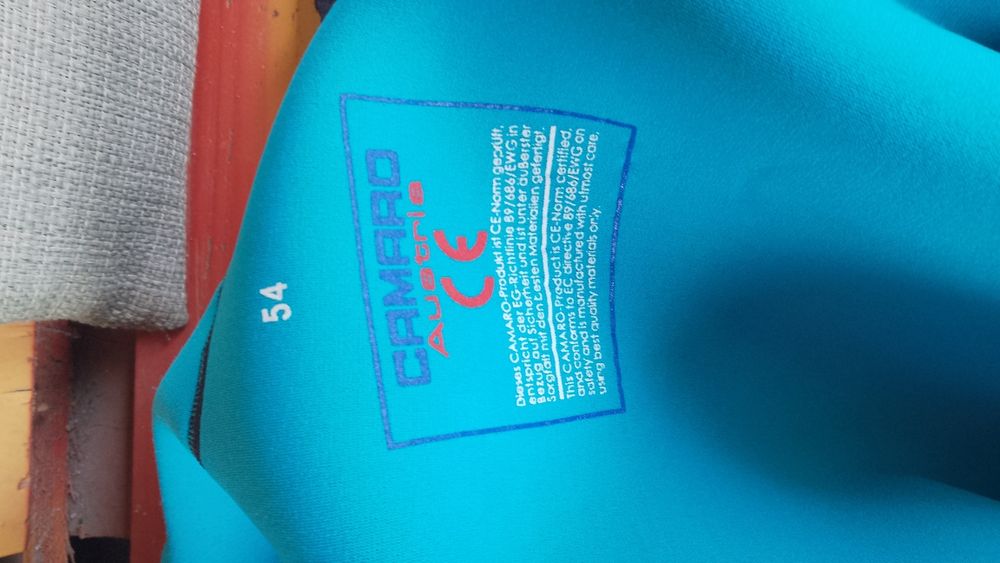 54
CAMARO
Austria
CE
Dieses CAMARO-Produkt ist CE-Norm geprüft,
entspricht der EG-Richtlinie 89/686/EWG in
Bezug auf Sicherheit und ist unter äußerster
Sorgfalt mit den besten Materialien gefertigt.
This CAMARO-Product is CE-Norm certified,
and conforms to EC directive 89/686/EWG on
safety and is manufactured with utmost care,
using best quality materials only.